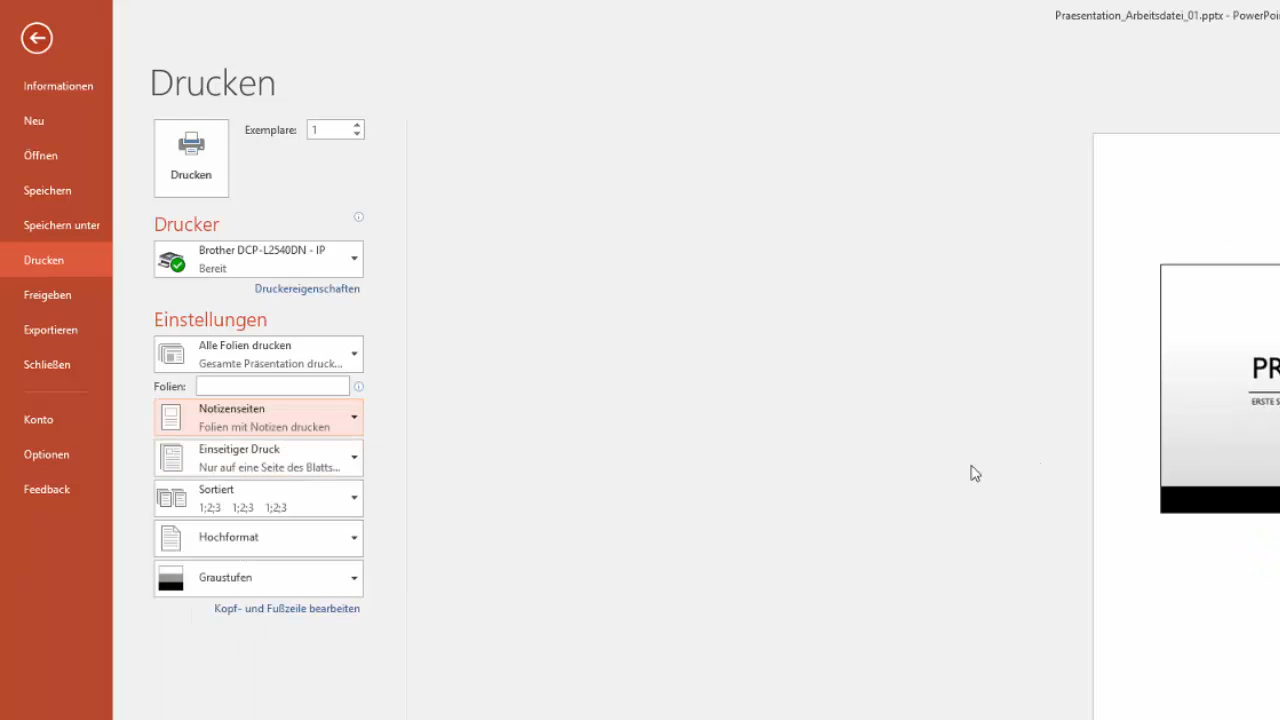 Praesentation_Arbeitsdatei_01.pptx -
Informationen
Neu
Öffnen
Speichern
Speichern unter
Drucken
Freigeben
Exportieren
Schließen
Konto
Optionen
Feedback
Drucken
Drucken
Exemplare: 1
Drucker
Brother DCP-L2540DN - IP
Bereit
Druckereigenschaften
Einstellungen
Alle Folien drucken
Gesamte Präsentation druck...
Folien:
Notizenseiten
Folien mit Notizen drucken
Einseitiger Druck
Nur auf eine Seite des Blatts...
Sortiert
1;2;3 1;2;3 1;2;3
Hochformat
Graustufen
Kopf- und Fußzeile bearbeiten
ERSTE